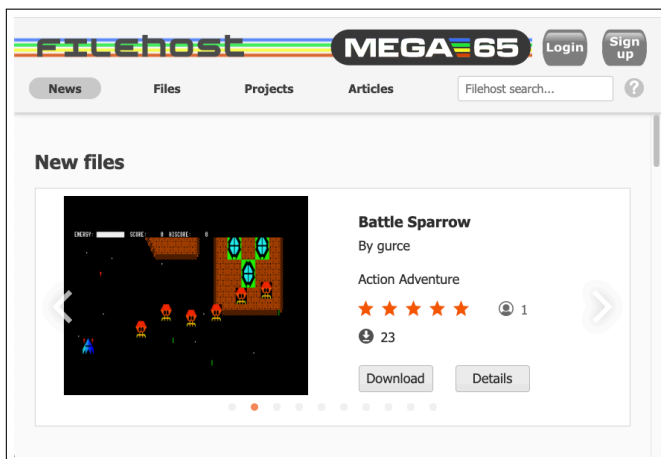 FILEhost
MEGA65
Login
Sign up
News
Files
Projects
Articles
Filehost search...
?
New files
ENERGY:
SCORE: 0 HISCORE: 0
Battle Sparrow
By gurce
Action Adventure
1
23
Download
Details